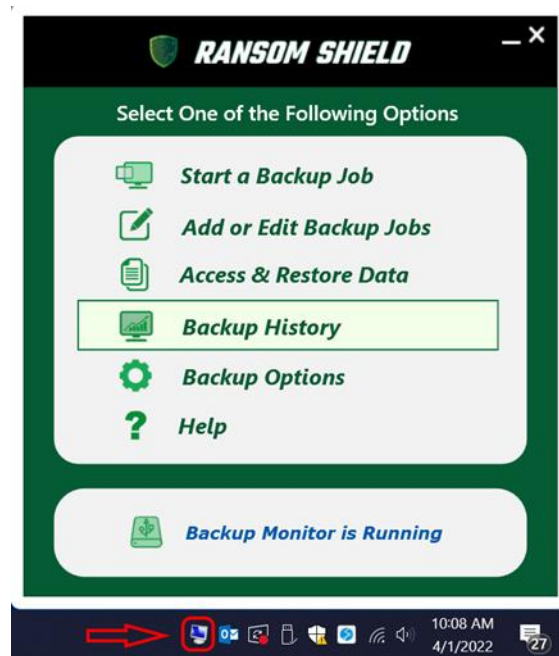 RANSOM SHIELD
Select One of the Following Options
Start a Backup Job
Add or Edit Backup Jobs
Access & Restore Data
Backup History
Backup Options
? Help
Backup Monitor is Running
10:08 AM
4/1/2022
27